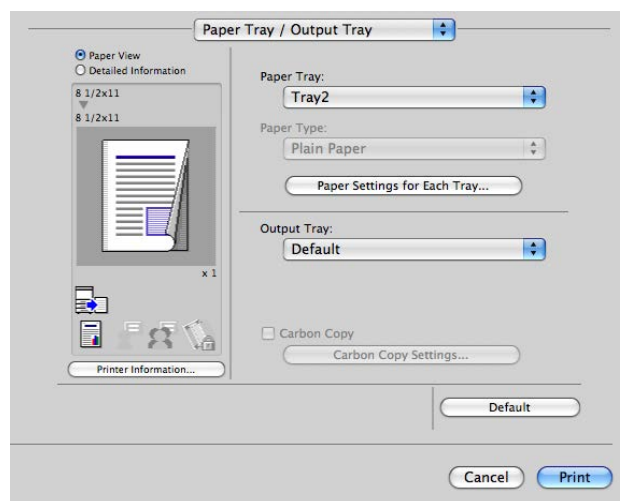 Paper Tray / Output Tray
Paper View
Detailed Information
8 1/2x11
8 1/2x11
x 1
Printer Information...
Paper Tray:
Tray2
Paper Type:
Plain Paper
Paper Settings for Each Tray...
Output Tray:
Default
Carbon Copy
Carbon Copy Settings...
Default
Cancel
Print